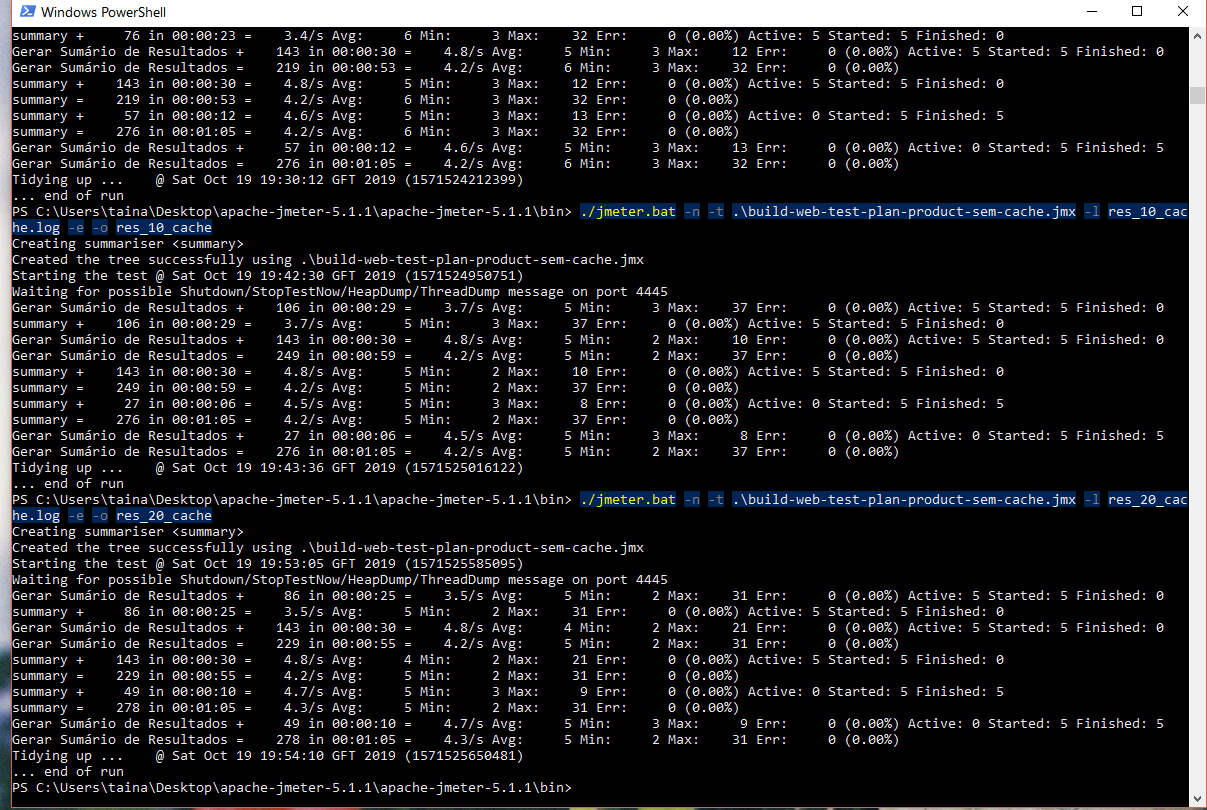 Windows PowerShell
summary +     76 in 00:00:23 =    3.4/s Avg:     6 Min:     3 Max:    32 Err:     0 (0.00%) Active: 5 Started: 5 Finished: 0
Gerar Sumário de Resultados +    143 in 00:00:30 =    4.8/s Avg:     5 Min:     3 Max:    12 Err:     0 (0.00%) Active: 5 Started: 5 Finished: 0
Gerar Sumário de Resultados =    219 in 00:00:53 =    4.2/s Avg:     6 Min:     3 Max:    32 Err:     0 (0.00%)
summary +    143 in 00:00:30 =    4.8/s Avg:     5 Min:     3 Max:    12 Err:     0 (0.00%) Active: 5 Started: 5 Finished: 0
summary =    219 in 00:00:53 =    4.2/s Avg:     6 Min:     3 Max:    32 Err:     0 (0.00%)
summary +     57 in 00:00:12 =    4.6/s Avg:     5 Min:     3 Max:    13 Err:     0 (0.00%) Active: 0 Started: 5 Finished: 5
summary =    276 in 00:01:05 =    4.2/s Avg:     6 Min:     3 Max:    32 Err:     0 (0.00%)
Gerar Sumário de Resultados +     57 in 00:00:12 =    4.6/s Avg:     5 Min:     3 Max:    13 Err:     0 (0.00%) Active: 0 Started: 5 Finished: 5
Gerar Sumário de Resultados =    276 in 00:01:05 =    4.2/s Avg:     6 Min:     3 Max:    32 Err:     0 (0.00%)
Tidying up ...    @ Sat Oct 19 19:30:12 GFT 2019 (1571524212399)
... end of run
PS C:\Users\taina\Desktop\apache-jmeter-5.1.1\apache-jmeter-5.1.1\bin> ./jmeter.bat -n -t .\build-web-test-plan-product-sem-cache.jmx -l res_10_cac
he.log -e -o res_10_cache
Creating summariser <summary>
Created the tree successfully using .\build-web-test-plan-product-sem-cache.jmx
Starting the test @ Sat Oct 19 19:42:30 GFT 2019 (1571524950751)
Waiting for possible Shutdown/StopTestNow/HeapDump/ThreadDump message on port 4445
Gerar Sumário de Resultados +    106 in 00:00:29 =    3.7/s Avg:     5 Min:     3 Max:    37 Err:     0 (0.00%) Active: 5 Started: 5 Finished: 0
summary +    106 in 00:00:29 =    3.7/s Avg:     5 Min:     3 Max:    37 Err:     0 (0.00%) Active: 5 Started: 5 Finished: 0
Gerar Sumário de Resultados +    143 in 00:00:30 =    4.8/s Avg:     5 Min:     2 Max:    10 Err:     0 (0.00%) Active: 5 Started: 5 Finished: 0
Gerar Sumário de Resultados =    249 in 00:00:59 =    4.2/s Avg:     5 Min:     2 Max:    37 Err:     0 (0.00%)
summary +    143 in 00:00:30 =    4.8/s Avg:     5 Min:     2 Max:    10 Err:     0 (0.00%) Active: 5 Started: 5 Finished: 0
summary =    249 in 00:00:59 =    4.2/s Avg:     5 Min:     2 Max:    37 Err:     0 (0.00%)
summary +     27 in 00:00:06 =    4.5/s Avg:     5 Min:     3 Max:     8 Err:     0 (0.00%) Active: 0 Started: 5 Finished: 5
summary =    276 in 00:01:05 =    4.2/s Avg:     5 Min:     2 Max:    37 Err:     0 (0.00%)
Gerar Sumário de Resultados +     27 in 00:00:06 =    4.5/s Avg:     5 Min:     3 Max:     8 Err:     0 (0.00%) Active: 0 Started: 5 Finished: 5
Gerar Sumário de Resultados =    276 in 00:01:05 =    4.2/s Avg:     5 Min:     2 Max:    37 Err:     0 (0.00%)
Tidying up ...    @ Sat Oct 19 19:43:36 GFT 2019 (1571525016122)
... end of run
PS C:\Users\taina\Desktop\apache-jmeter-5.1.1\apache-jmeter-5.1.1\bin> ./jmeter.bat -n -t .\build-web-test-plan-product-sem-cache.jmx -l res_20_cac
he.log -e -o res_20_cache
Creating summariser <summary>
Created the tree successfully using .\build-web-test-plan-product-sem-cache.jmx
Starting the test @ Sat Oct 19 19:53:05 GFT 2019 (1571525585095)
Waiting for possible Shutdown/StopTestNow/HeapDump/ThreadDump message on port 4445
Gerar Sumário de Resultados +     86 in 00:00:25 =    3.5/s Avg:     5 Min:     2 Max:    31 Err:     0 (0.00%) Active: 5 Started: 5 Finished: 0
summary +     86 in 00:00:25 =    3.5/s Avg:     5 Min:     2 Max:    31 Err:     0 (0.00%) Active: 5 Started: 5 Finished: 0
Gerar Sumário de Resultados +    143 in 00:00:30 =    4.8/s Avg:     4 Min:     2 Max:    21 Err:     0 (0.00%) Active: 5 Started: 5 Finished: 0
Gerar Sumário de Resultados =    229 in 00:00:55 =    4.2/s Avg:     5 Min:     2 Max:    31 Err:     0 (0.00%)
summary +    143 in 00:00:30 =    4.8/s Avg:     4 Min:     2 Max:    21 Err:     0 (0.00%) Active: 5 Started: 5 Finished: 0
summary =    229 in 00:00:55 =    4.2/s Avg:     5 Min:     2 Max:    31 Err:     0 (0.00%)
summary +     49 in 00:00:10 =    4.7/s Avg:     5 Min:     3 Max:     9 Err:     0 (0.00%) Active: 0 Started: 5 Finished: 5
summary =    278 in 00:01:05 =    4.3/s Avg:     5 Min:     2 Max:    31 Err:     0 (0.00%)
Gerar Sumário de Resultados +     49 in 00:00:10 =    4.7/s Avg:     5 Min:     3 Max:     9 Err:     0 (0.00%) Active: 0 Started: 5 Finished: 5
Gerar Sumário de Resultados =    278 in 00:01:05 =    4.3/s Avg:     5 Min:     2 Max:    31 Err:     0 (0.00%)
Tidying up ...    @ Sat Oct 19 19:54:10 GFT 2019 (1571525650481)
... end of run
PS C:\Users\taina\Desktop\apache-jmeter-5.1.1\apache-jmeter-5.1.1\bin>